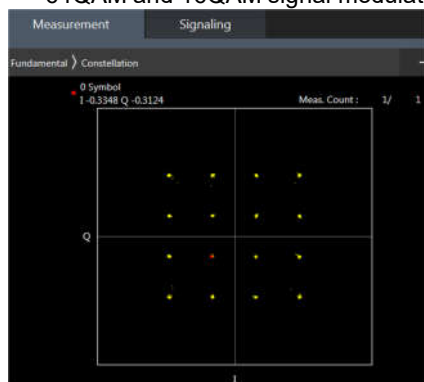 64QAM and 16QAM signal modulat
Measurement Signaling
Fundamental ⟩ Constellation
0 Symbol
I -0.3348 Q -0.3124 Meas. Count : 1/ 1
Q
I